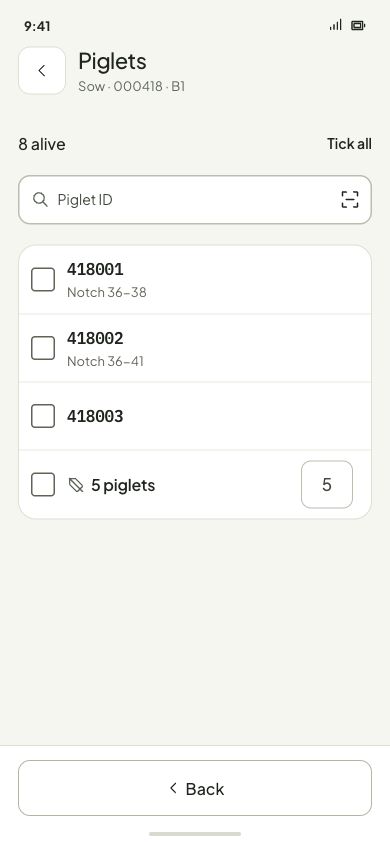 9:41
Piglets
Sow · 000418 · B1
8 alive
Tick all
Piglet ID
418001
Notch 36–38
418002
Notch 36–41
418003
5 piglets
5
Back